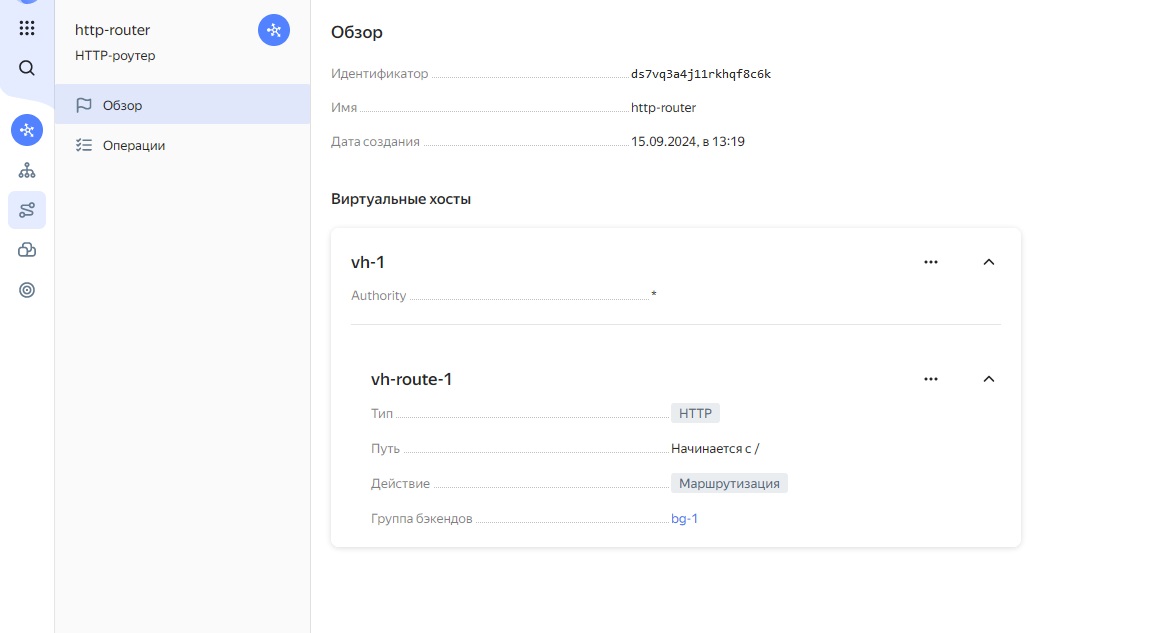 http-router
HTTP-роутер
Обзор
Операции
Обзор
Идентификатор ds7vq3a4j11rkhqf8c6k
Имя http-router
Дата создания 15.09.2024, в 13:19
Виртуальные хосты
vh-1
Authority *
vh-route-1
Тип HTTP
Путь Начинается с /
Действие Маршрутизация
Группа бэкендов bg-1